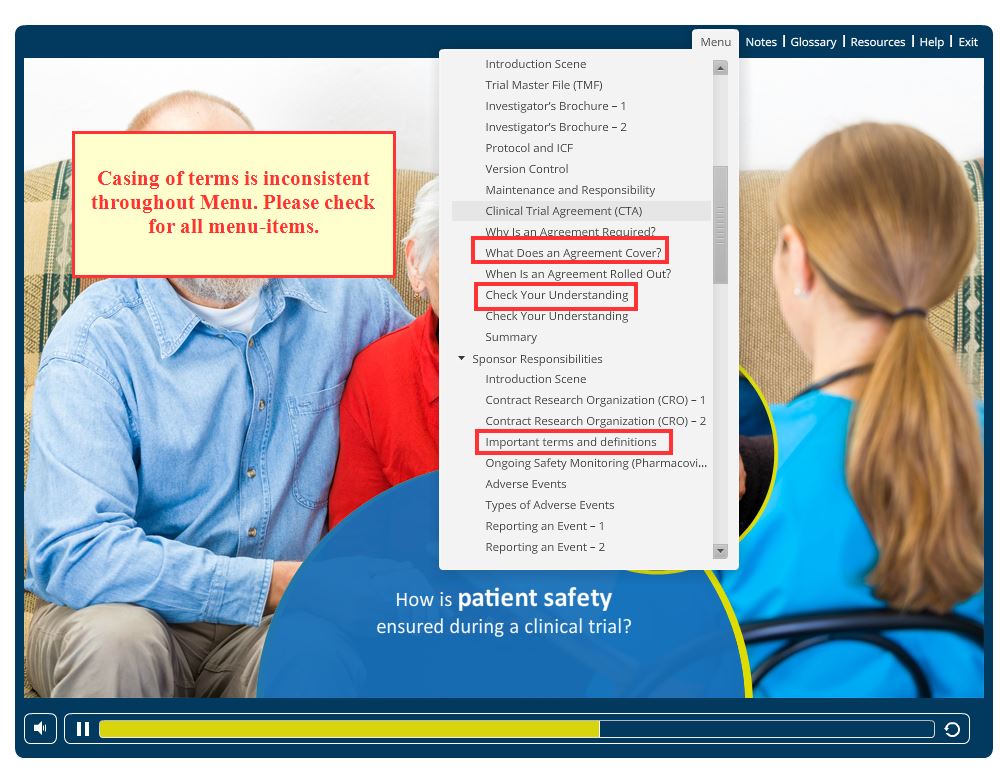 Menu Notes | Glossary | Resources | Help | Exit
Casing of terms is inconsistent
throughout Menu. Please check
for all menu-items.
Introduction Scene
Trial Master File (TMF)
Investigator's Brochure – 1
Investigator's Brochure – 2
Protocol and ICF
Version Control
Maintenance and Responsibility
Clinical Trial Agreement (CTA)
Why Is an Agreement Required?
What Does an Agreement Cover?
When Is an Agreement Rolled Out?
Check Your Understanding
Check Your Understanding
Summary
Sponsor Responsibilities
Introduction Scene
Contract Research Organization (CRO) – 1
Contract Research Organization (CRO) – 2
Important terms and definitions
Ongoing Safety Monitoring (Pharmacovi...
Adverse Events
Types of Adverse Events
Reporting an Event – 1
Reporting an Event – 2
How is patient safety
ensured during a clinical trial?